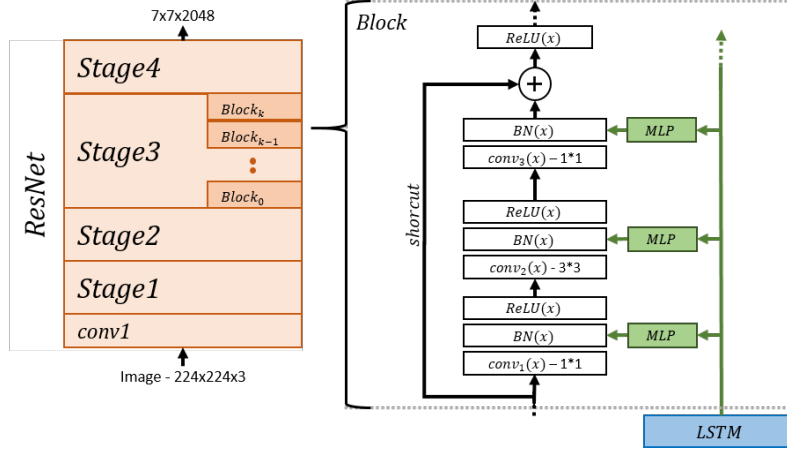 7x7x2048
Stage4
Block_k
Block_{k-1}
Stage3
Block_0
Stage2
Stage1
conv1
ResNet
Image - 224x224x3
Block
ReLU(x)
+
BN(x)
MLP
conv_3(x) - 1*1
ReLU(x)
BN(x)
MLP
conv_2(x) - 3*3
ReLU(x)
BN(x)
MLP
conv_1(x) - 1*1
shorcut
LSTM